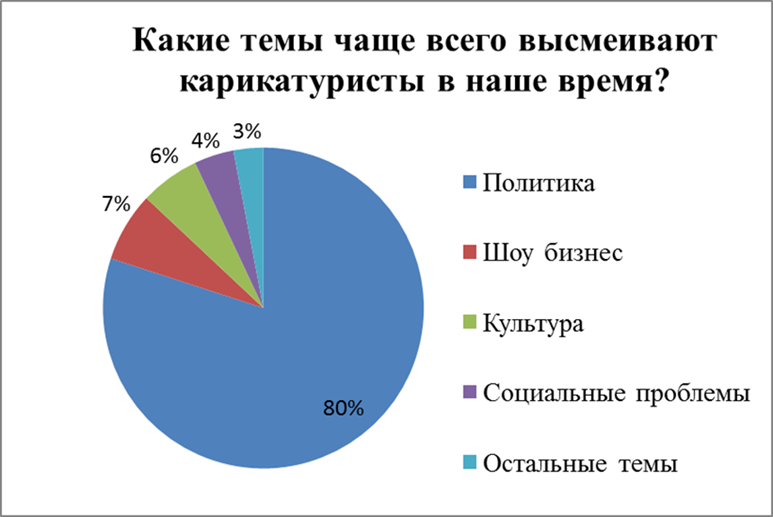 Какие темы чаще всего высмеивают
карикатуристы в наше время?
3%
4%
6%
7%
80%
Политика
Шоу бизнес
Культура
Социальные проблемы
Остальные темы